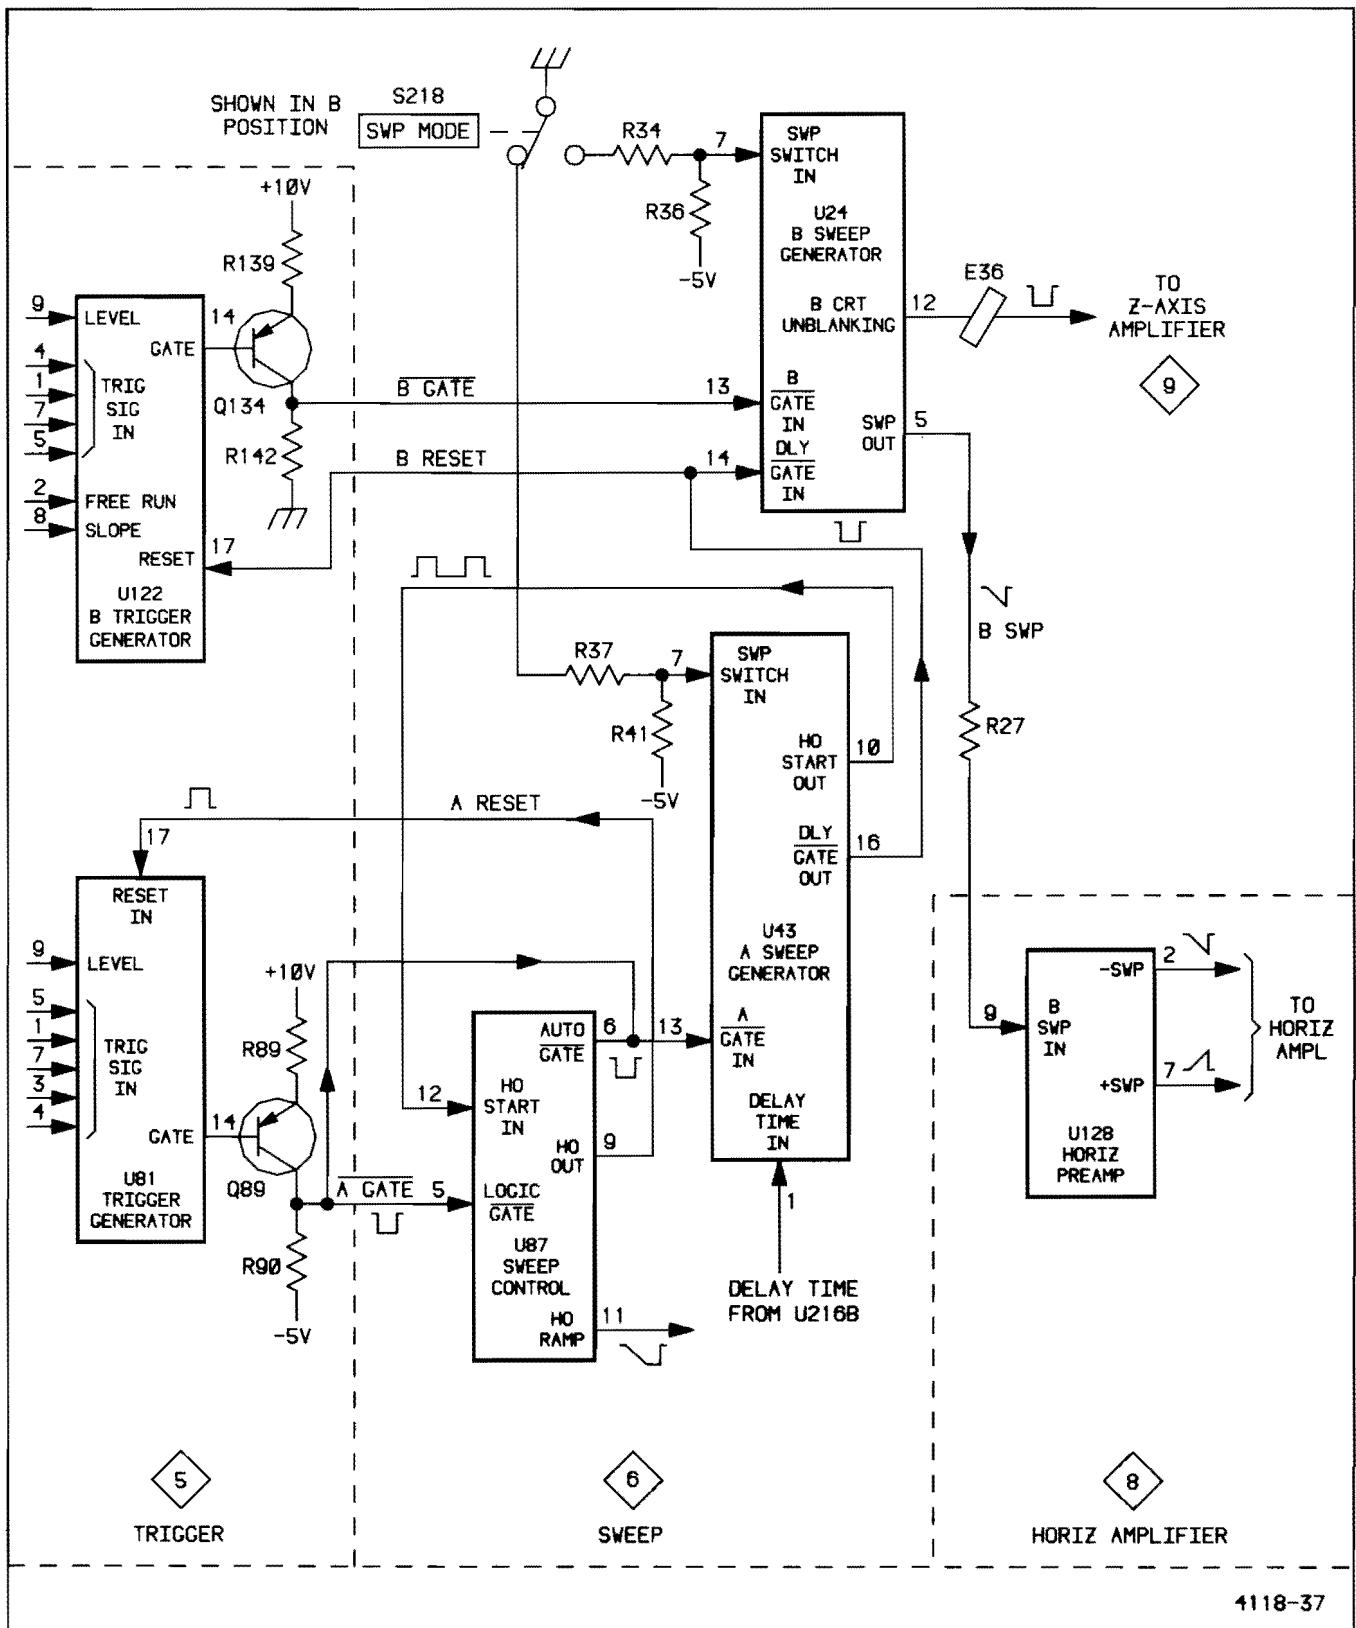 SHOWN IN B
POSITION
S218
SWP MODE
R34
7
SWP
SWITCH
IN
R36
-5V
U24
B SWEEP
GENERATOR
B CRT
UNBLANKING
12
E36
TO
Z-AXIS
AMPLIFIER
9
B
GATE
IN
13
DLY
GATE
IN
14
SWP
OUT
5
+10V
R139
9
LEVEL
14
GATE
4
1
7
5
TRIG
SIG
IN
Q134
R142
B GATE
B RESET
2
FREE RUN
8
SLOPE
17
RESET
U122
B TRIGGER
GENERATOR
B SWP
R27
R37
7
SWP
SWITCH
IN
R41
-5V
HO
START
OUT
10
DLY
GATE
OUT
16
U43
A SWEEP
GENERATOR
A
GATE
IN
13
DELAY
TIME
IN
1
DELAY TIME
FROM U216B
A RESET
17
RESET
IN
9
LEVEL
5
1
7
3
4
TRIG
SIG
IN
14
GATE
U81
TRIGGER
GENERATOR
+10V
R89
Q89
R90
-5V
A GATE
5
AUTO
GATE
6
12
HO
START
IN
9
HO
OUT
LOGIC
GATE
U87
SWEEP
CONTROL
HO
RAMP
11
-SWP
2
9
B
SWP
IN
+SWP
7
U128
HORIZ
PREAMP
TO
HORIZ
AMPL
5
TRIGGER
6
SWEEP
8
HORIZ AMPLIFIER
4118-37